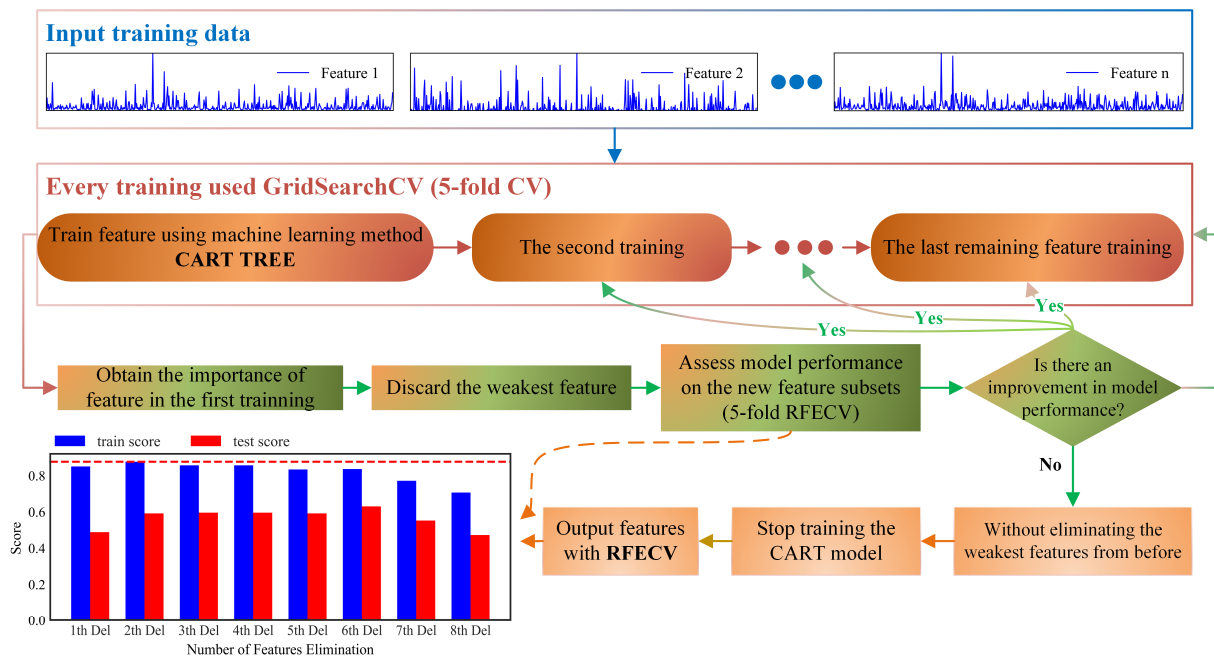 Input training data
Feature 1
Feature 2
Feature n
Every training used GridSearchCV (5-fold CV)
Train feature using machine learning method
CART TREE
The second training
The last remaining feature training
Yes
Yes
Yes
Obtain the importance of
feature in the first trainning
Discard the weakest feature
Assess model performance
on the new feature subsets
(5-fold RFECV)
Is there an
improvement in model
performance?
No
Without eliminating the
weakest features from before
Stop training the
CART model
Output features
with RFECV
train score
test score
Score
0.8
0.6
0.4
0.2
0.0
1th Del
2th Del
3th Del
4th Del
5th Del
6th Del
7th Del
8th Del
Number of Features Elimination